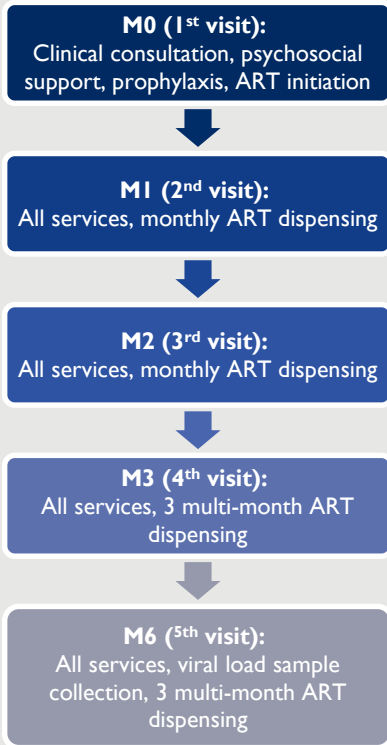 M0 (1st visit):
Clinical consultation, psychosocial
support, prophylaxis, ART initiation
M1 (2nd visit):
All services, monthly ART dispensing
M2 (3rd visit):
All services, monthly ART dispensing
M3 (4th visit):
All services, 3 multi-month ART
dispensing
M6 (5th visit):
All services, viral load sample
collection, 3 multi-month ART
dispensing